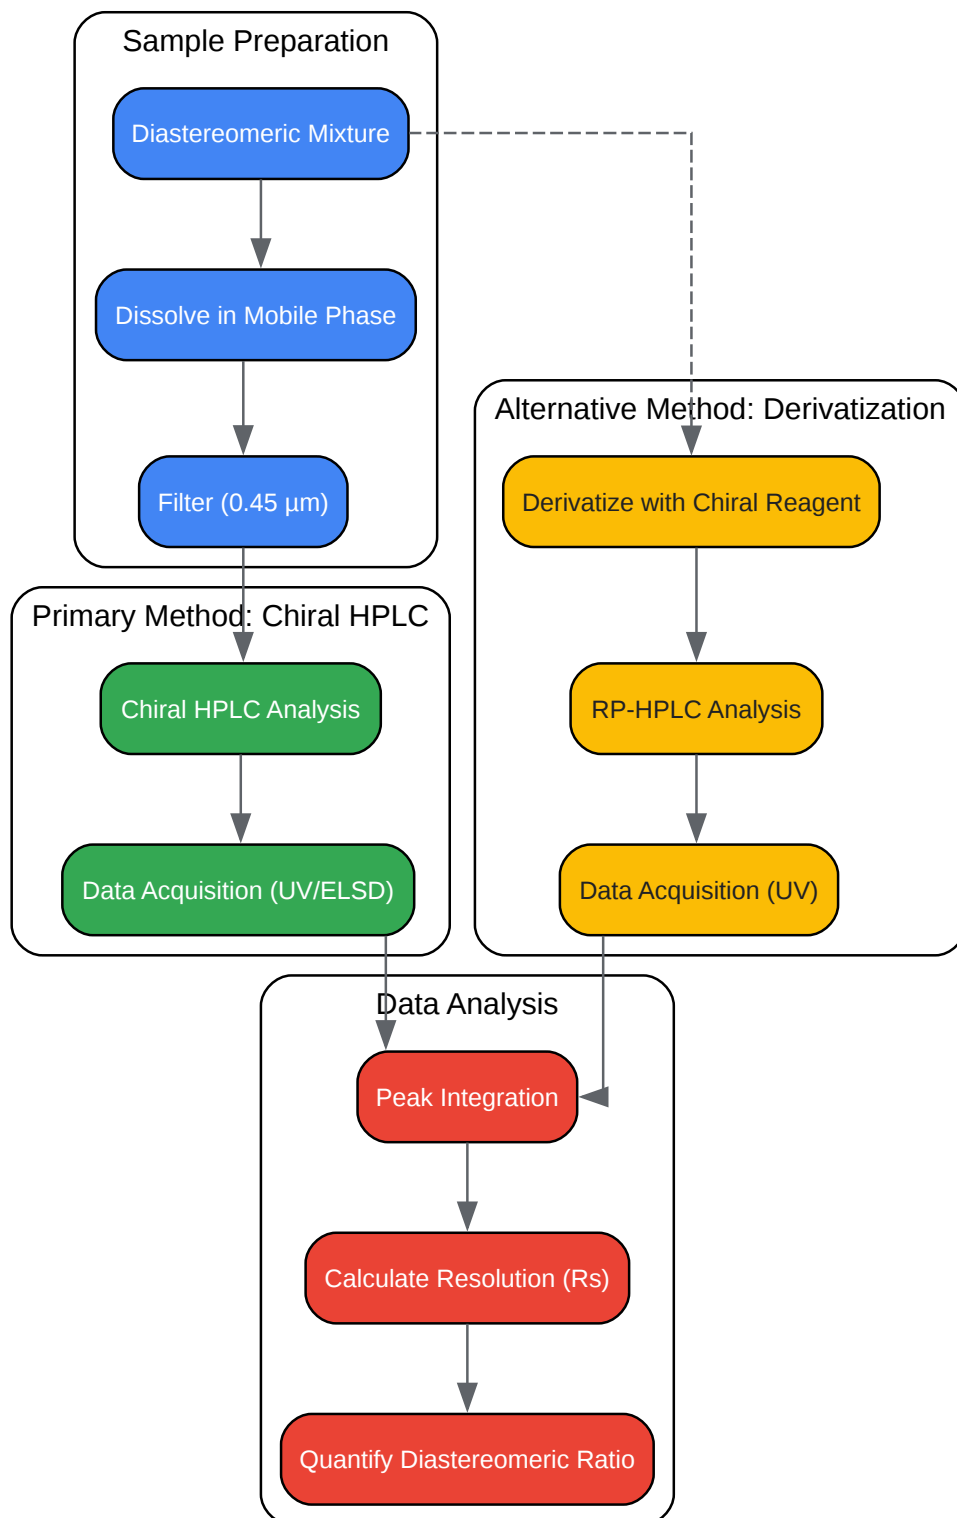 Sample Preparation
Diastereomeric Mixture
Dissolve in Mobile Phase
Filter (0.45 µm)
Primary Method: Chiral HPLC
Chiral HPLC Analysis
Data Acquisition (UV/ELSD)
Alternative Method: Derivatization
Derivatize with Chiral Reagent
RP-HPLC Analysis
Data Acquisition (UV)
Data Analysis
Peak Integration
Calculate Resolution (Rs)
Quantify Diastereomeric Ratio